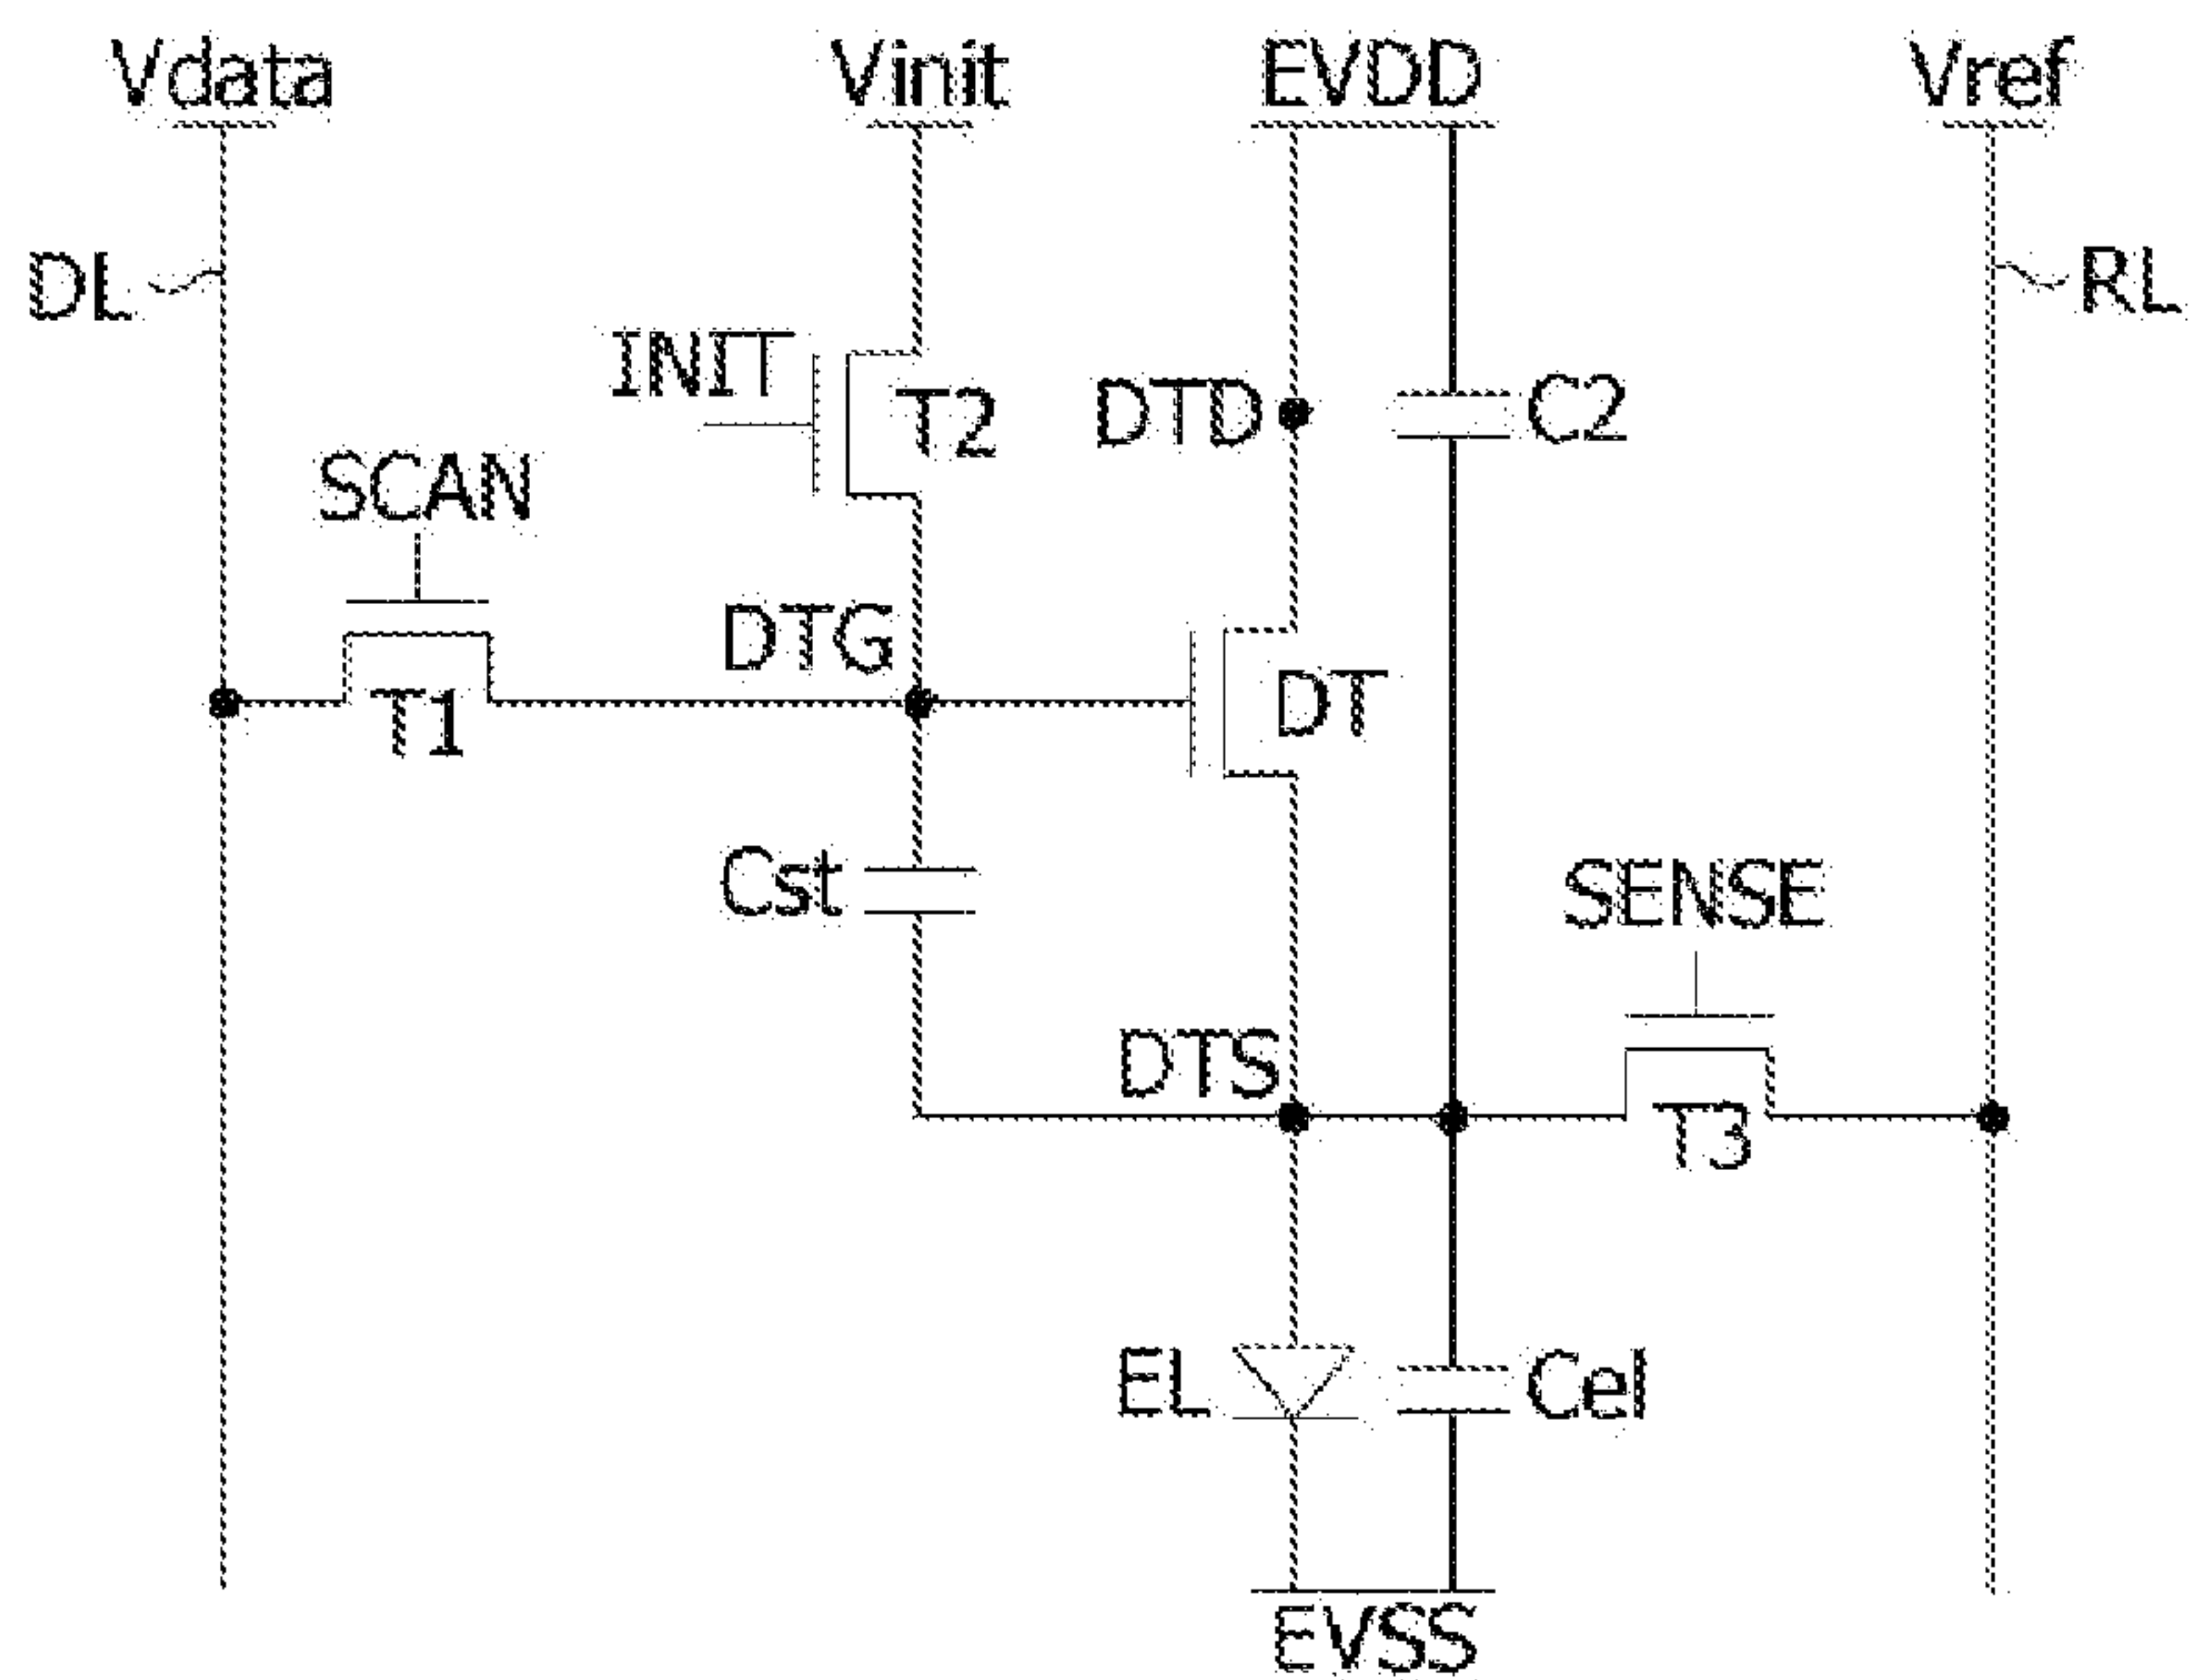 Vdata
Vinit
EVDD
Vref
DL
RL
INIT
T2
DTD
C2
SCAN
DTG
T1
DT
Cst
SENSE
DTS
T3
EL
Cel
EVSS